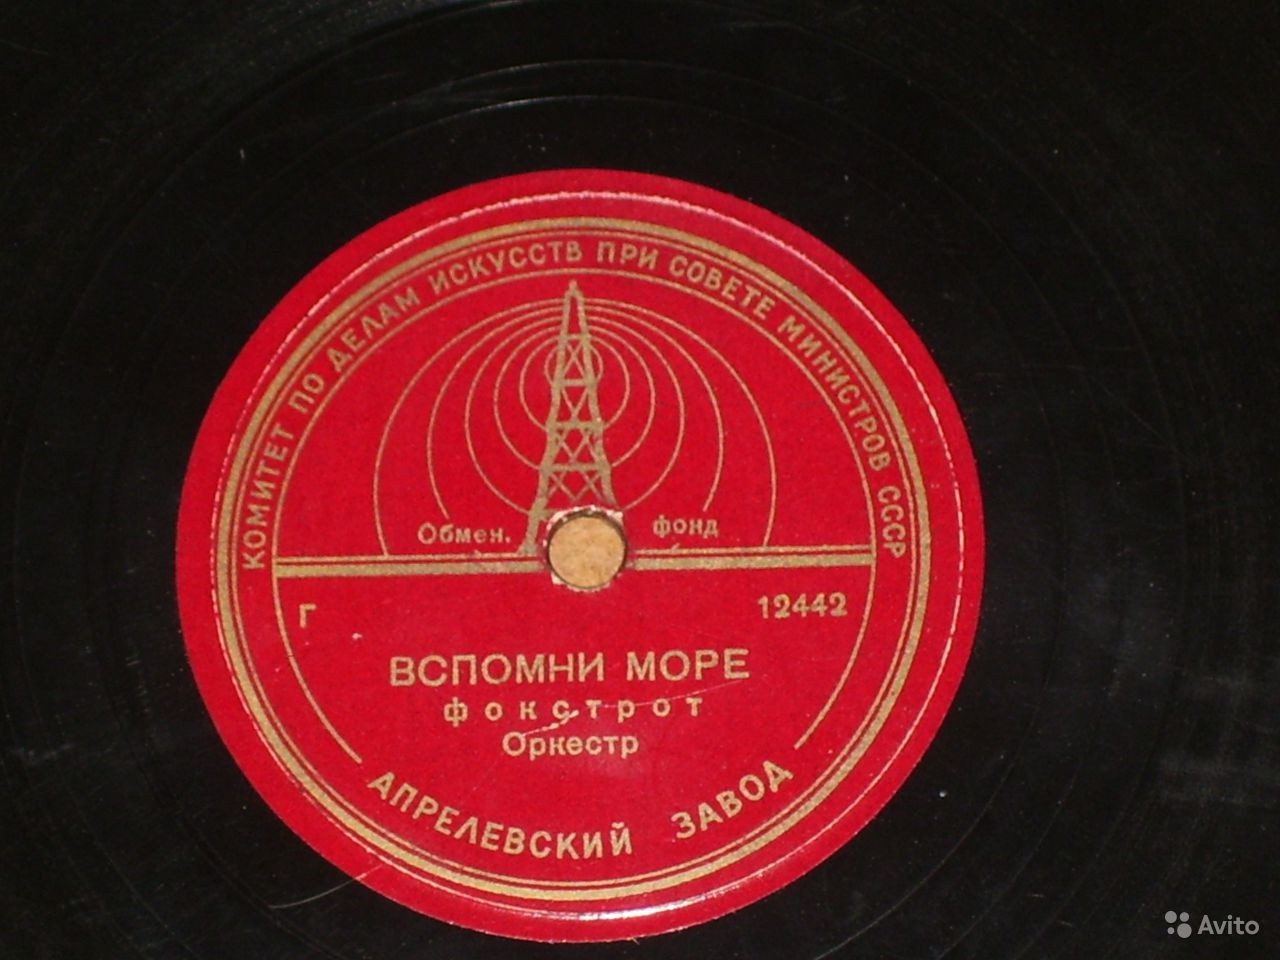 КОМИТЕТ ПО ДЕЛАМ ИСКУССТВ ПРИ СОВЕТЕ МИНИСТРОВ СССР
Обмен. фонд
Г 12442
ВСПОМНИ МОРЕ
фокстрот
Оркестр
АПРЕЛЕВСКИЙ ЗАВОД
Avito